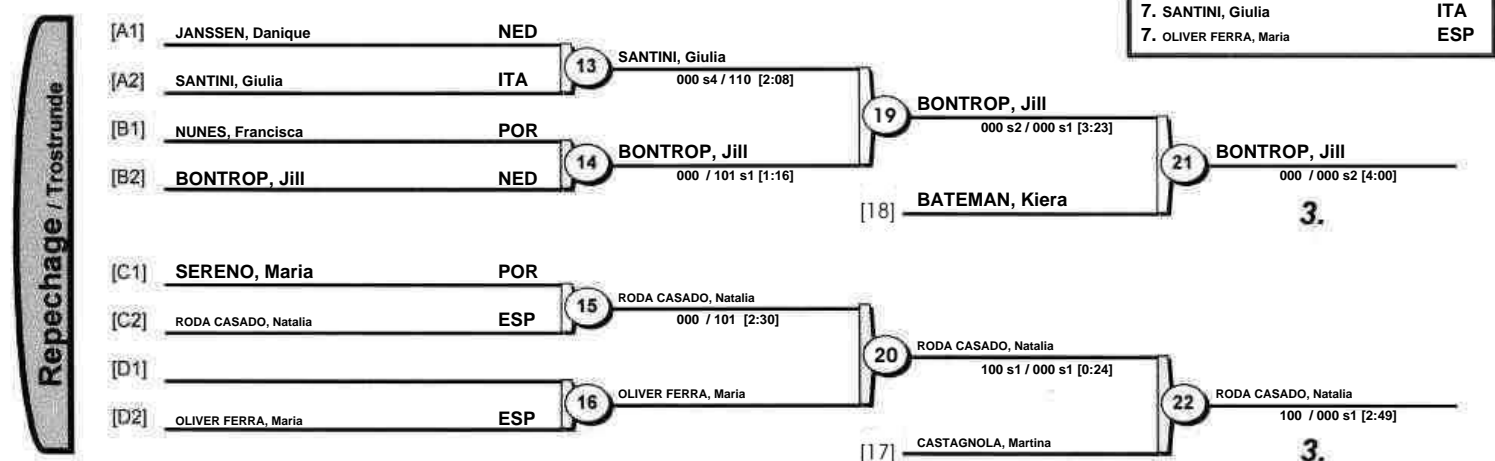 7. SANTINI, Giulia ITA
7. OLIVER FERRA, Maria ESP
Repechage / Trostrunde
[A1] JANSSEN, Danique NED
[A2] SANTINI, Giulia ITA
13
SANTINI, Giulia
000 s4 / 110 [2:08]
[B1] NUNES, Francisca POR
[B2] BONTROP, Jill NED
14
BONTROP, Jill
000 / 101 s1 [1:16]
19
BONTROP, Jill
000 s2 / 000 s1 [3:23]
[18] BATEMAN, Kiera
21
BONTROP, Jill
000 / 000 s2 [4:00]
3.
[C1] SERENO, Maria POR
[C2] RODA CASADO, Natalia ESP
15
RODA CASADO, Natalia
000 / 101 [2:30]
[D1]
[D2] OLIVER FERRA, Maria ESP
16
OLIVER FERRA, Maria
20
RODA CASADO, Natalia
100 s1 / 000 s1 [0:24]
[17] CASTAGNOLA, Martina
22
RODA CASADO, Natalia
100 / 000 s1 [2:49]
3.